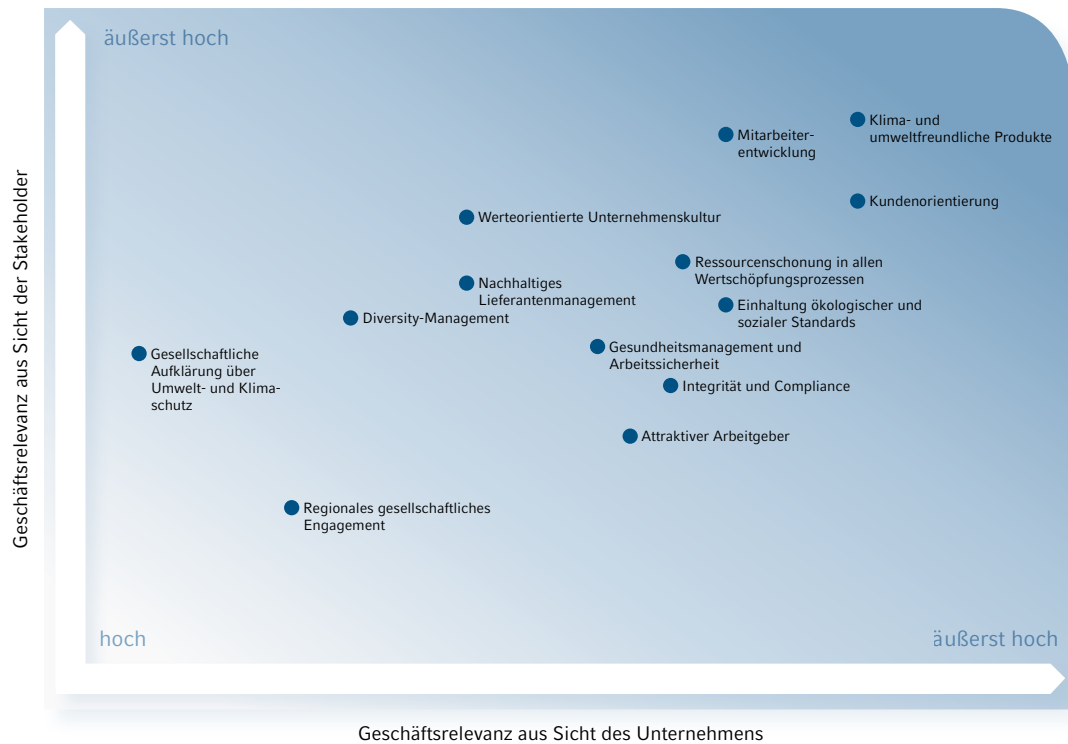 äußerst hoch
Klima- und
umweltfreundliche Produkte
Mitarbeiter-
entwicklung
Kundenorientierung
Werteorientierte Unternehmenskultur
Ressourcenschonung in allen
Wertschöpfungsprozessen
Nachhaltiges
Lieferantenmanagement
Einhaltung ökologischer und
sozialer Standards
Diversity-Management
Gesundheitsmanagement und
Arbeitssicherheit
Gesellschaftliche
Aufklärung über
Umwelt- und Klima-
schutz
Integrität und Compliance
Attraktiver Arbeitgeber
Regionales gesellschaftliches
Engagement
hoch
äußerst hoch
Geschäftsrelevanz aus Sicht der Stakeholder
Geschäftsrelevanz aus Sicht des Unternehmens